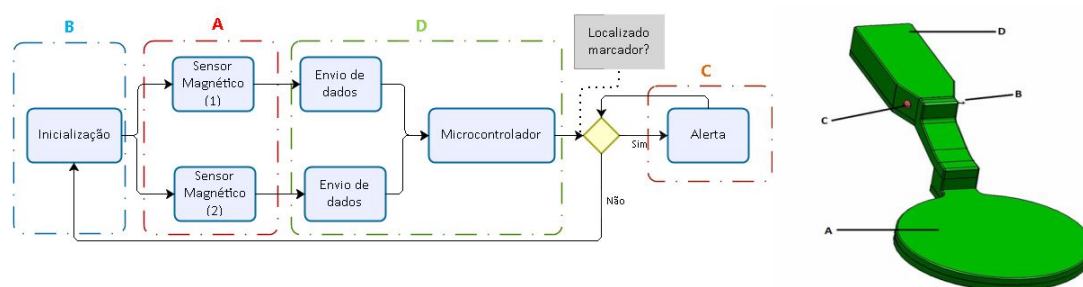 B
A
D
C
Localizado
marcador?
Inicialização
Sensor
Magnético
(1)
Envio de
dados
Sensor
Magnético
(2)
Envio de
dados
Microcontrolador
Sim
Não
Alerta
D
B
C
A